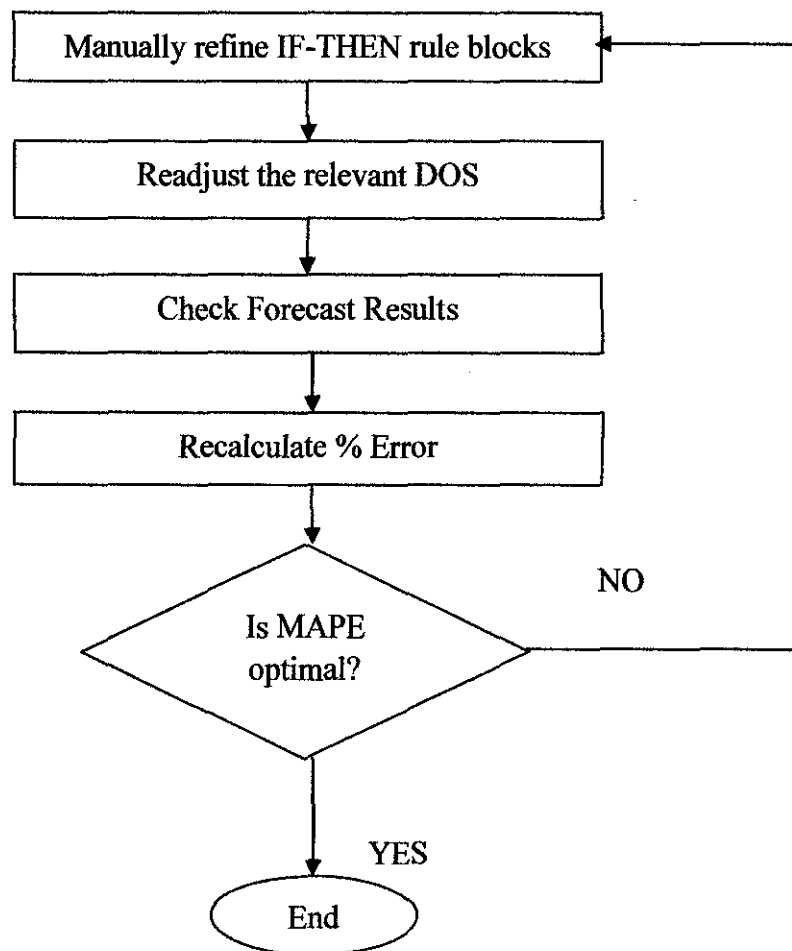 Manually refine IF-THEN rule blocks
Readjust the relevant DOS
Check Forecast Results
Recalculate % Error
Is MAPE
optimal?
NO
YES
End